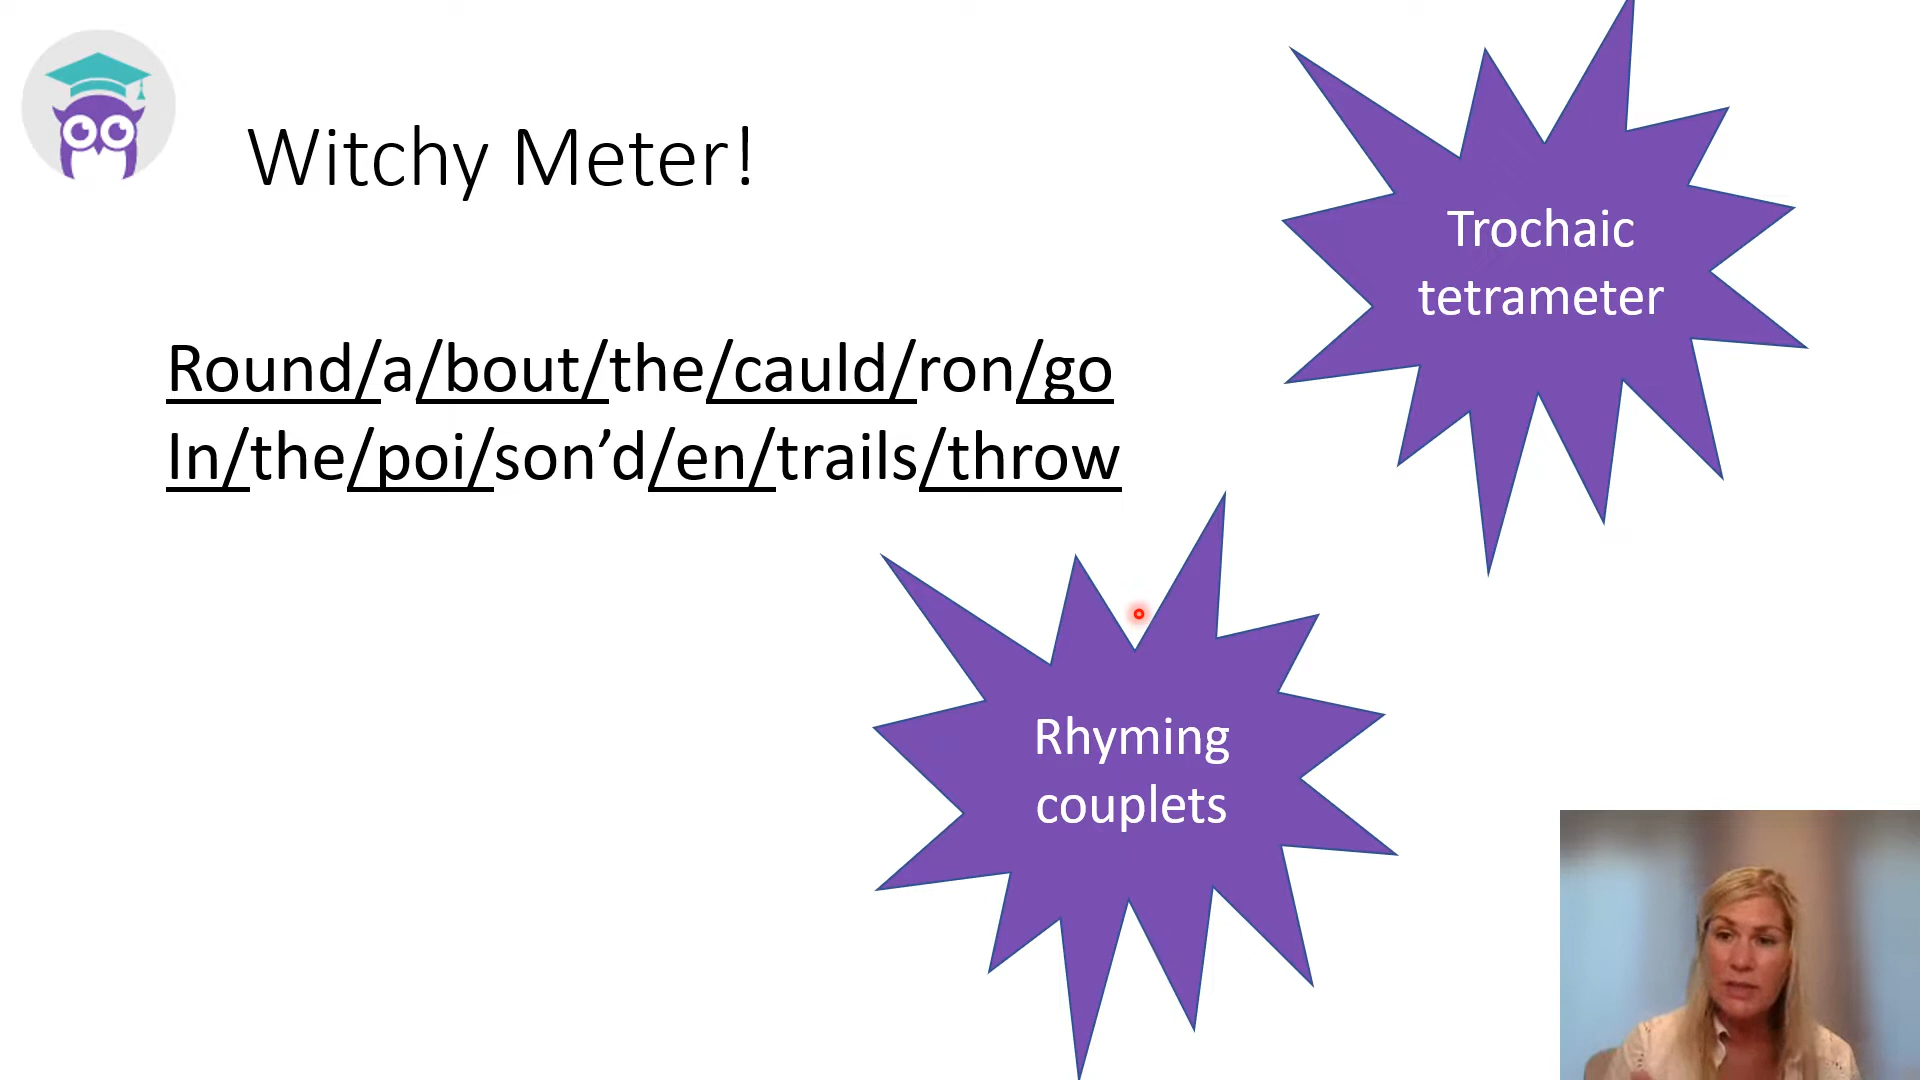 Witchy Meter!
Trochaic
tetrameter
Round/a/bout/the/cauld/ron/go
In/the/poi/son’d/en/trails/throw
Rhyming
couplets